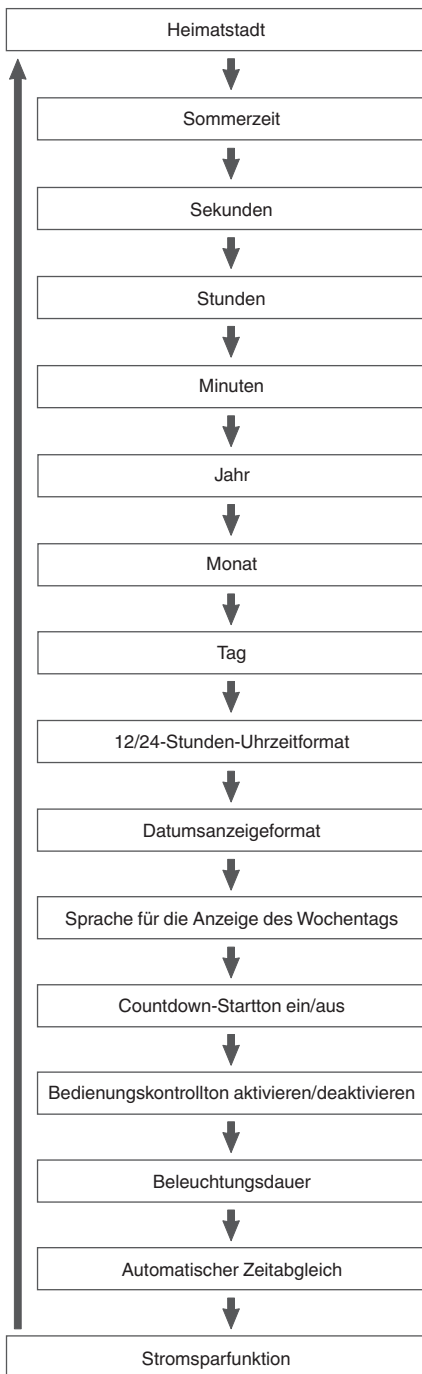 Heimatstadt
Sommerzeit
Sekunden
Stunden
Minuten
Jahr
Monat
Tag
12/24-Stunden-Uhrzeitformat
Datumsanzeigeformat
Sprache für die Anzeige des Wochentags
Countdown-Startton ein/aus
Bedienungskontrollton aktivieren/deaktivieren
Beleuchtungsdauer
Automatischer Zeitabgleich
Stromsparfunktion